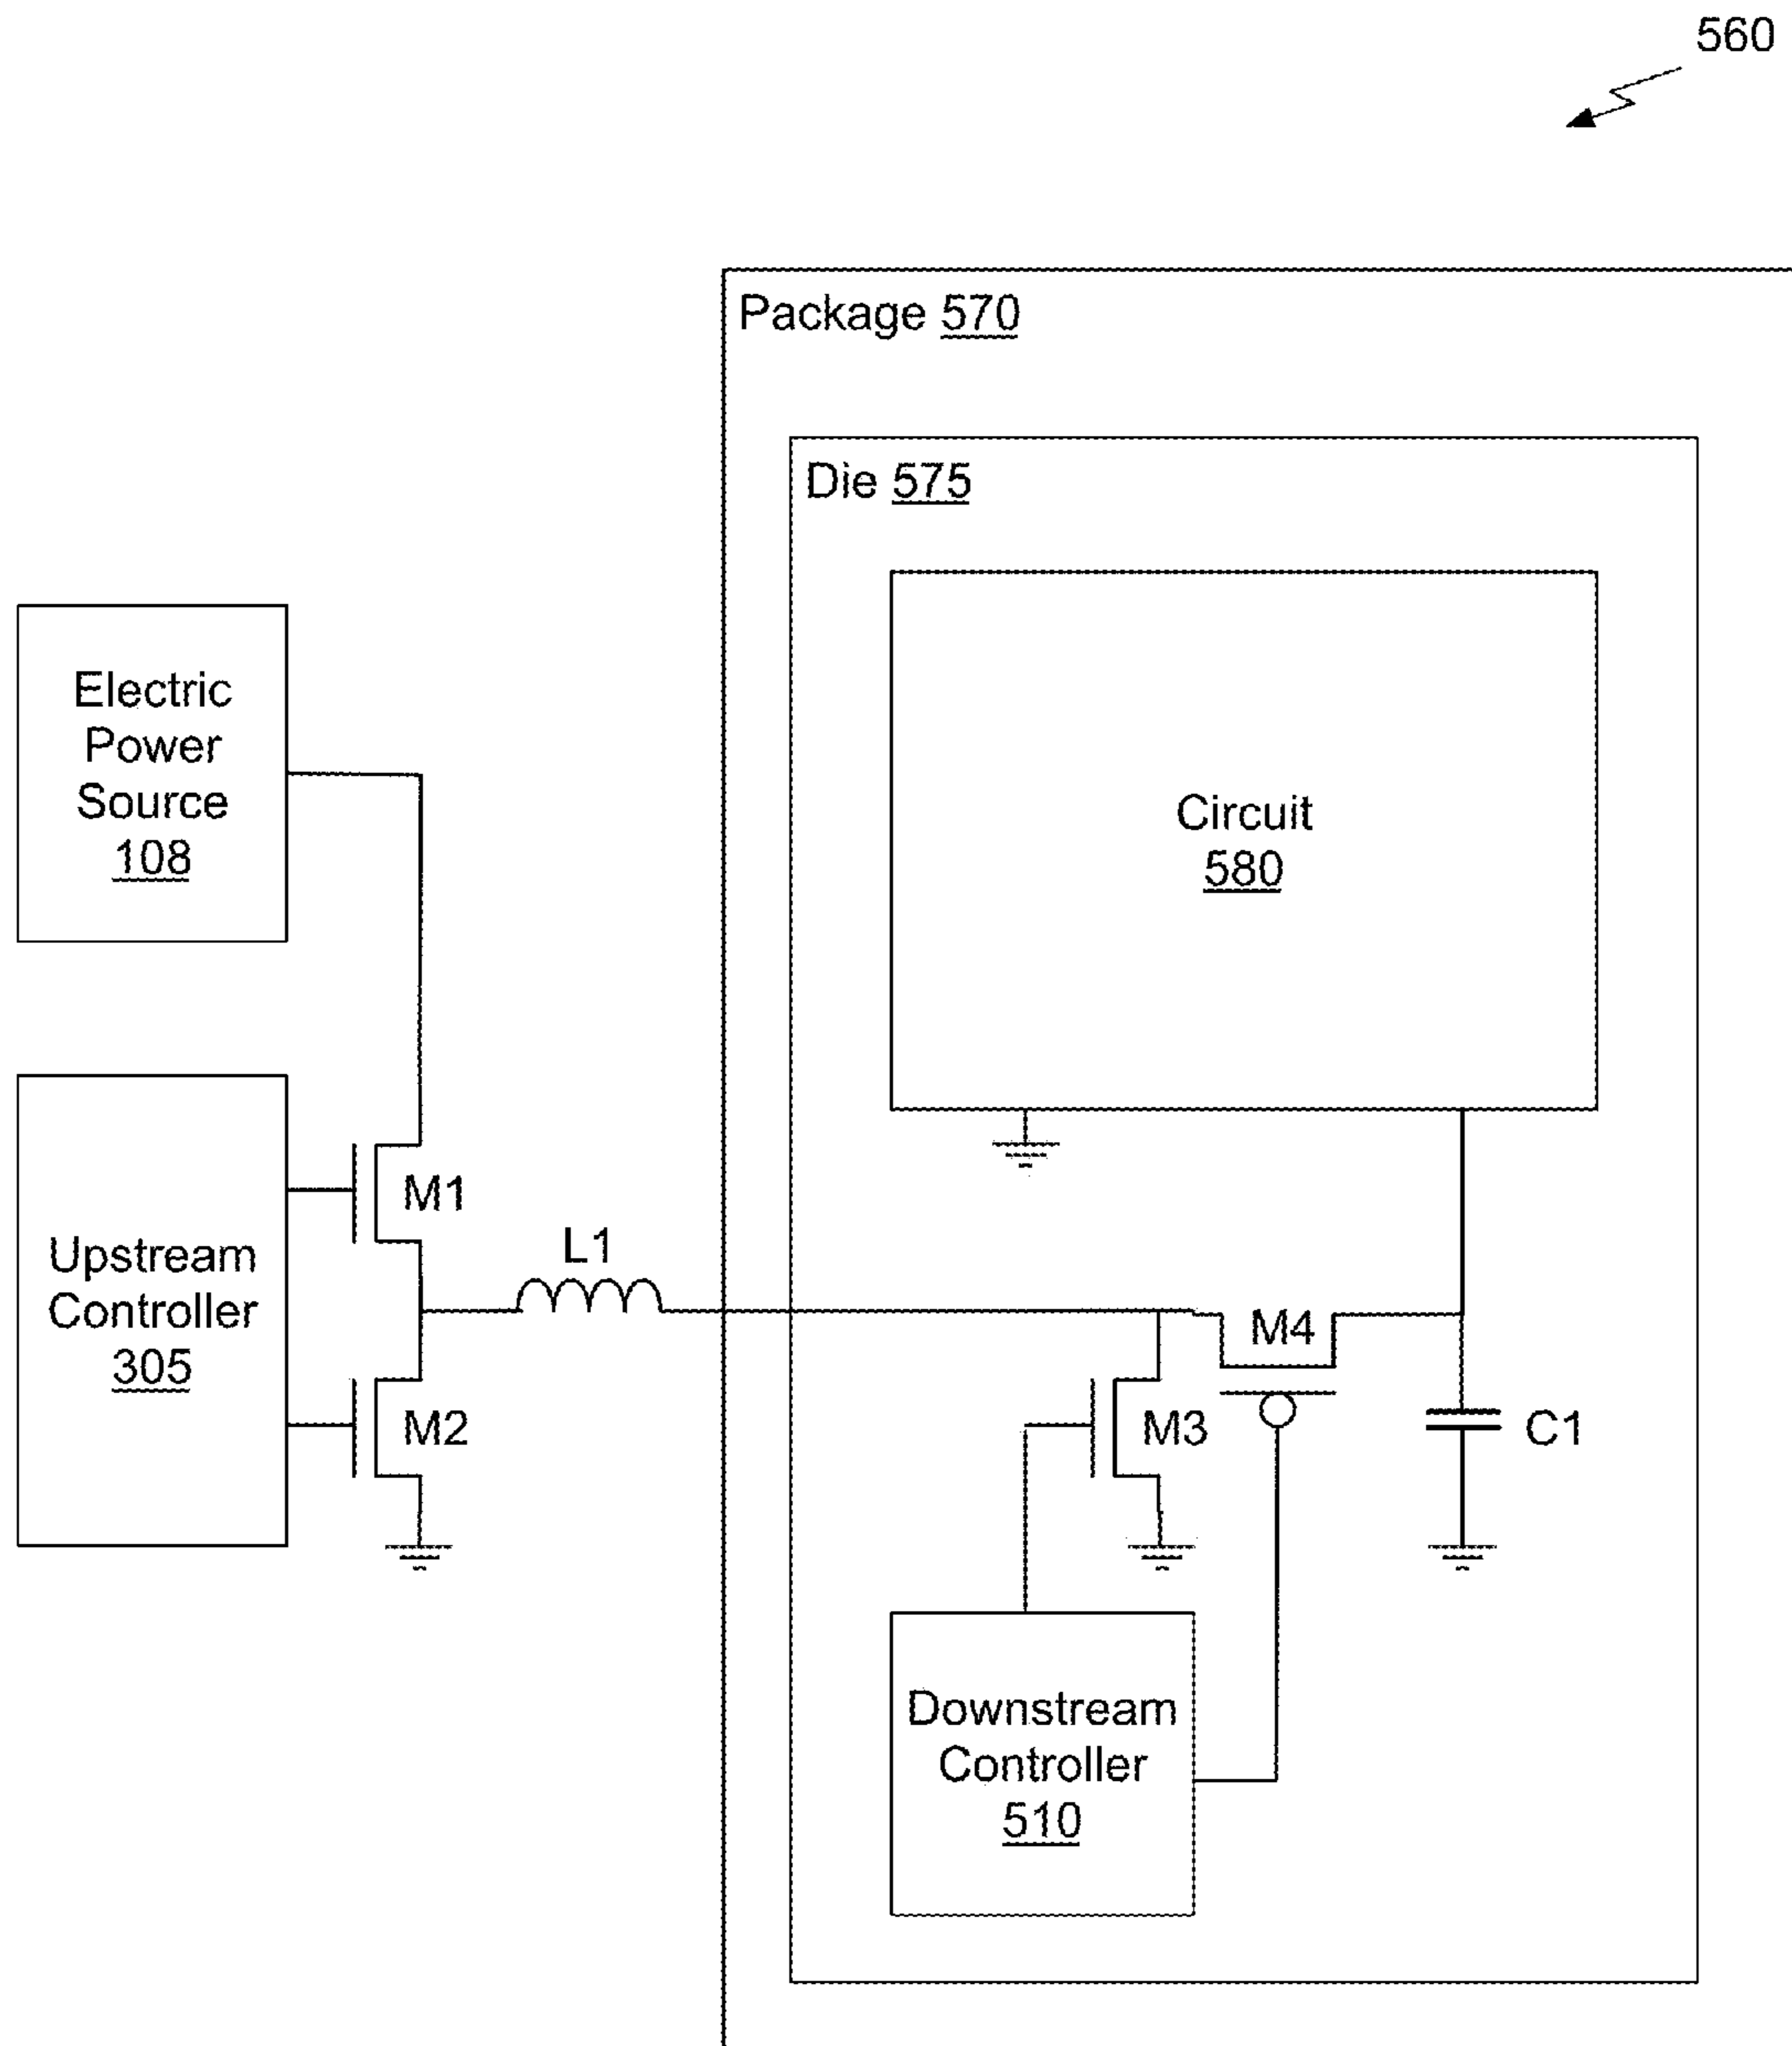 560
Package 570
Die 575
Electric
Power
Source
108
Circuit
580
Upstream
Controller
305
M1
M2
L1
M4
M3
C1
Downstream
Controller
510